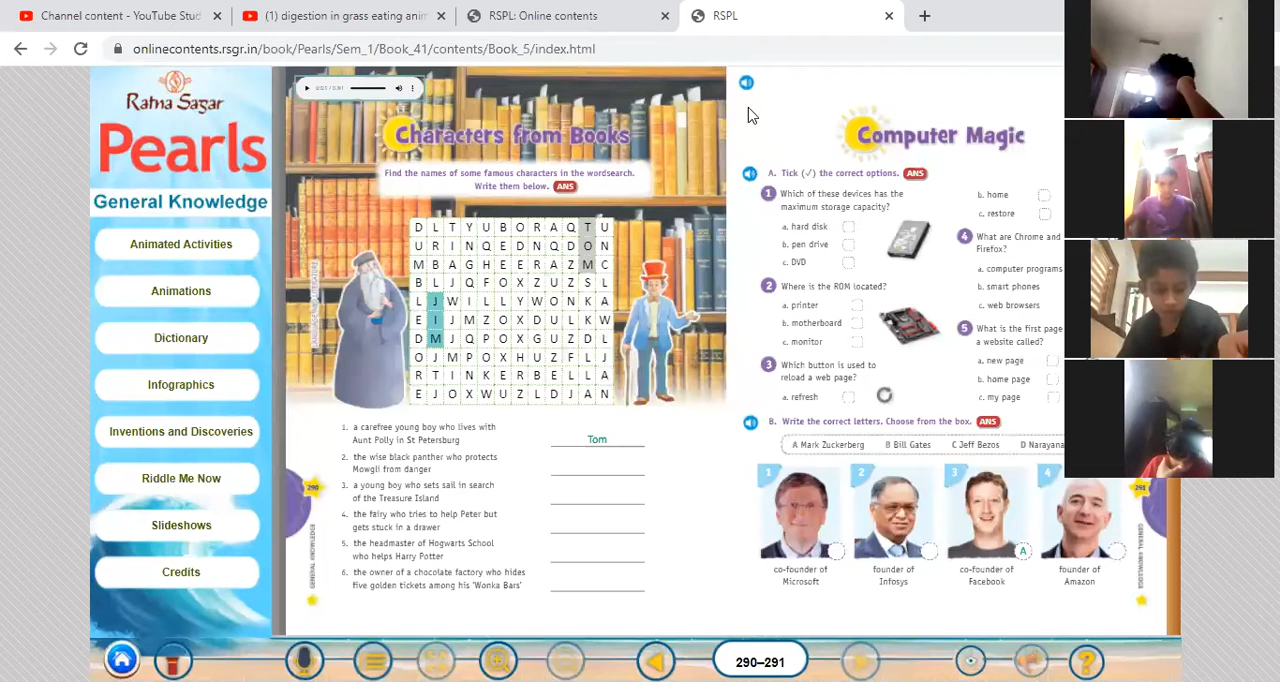 Channel content - YouTube Stud
(1) digestion in grass eating anim
RSPL: Online contents
RSPL
onlinecontents.rsgr.in/book/Pearls/Sem_1/Book_41/contents/Book_5/index.html
Ratna Sagar
Pearls
General Knowledge
Animated Activities
Animations
Dictionary
Infographics
Inventions and Discoveries
Riddle Me Now
Slideshows
Credits
Characters from Books
Find the names of some famous characters in the wordsearch.
Write them below. ANS
D L T Y U B O R A Q T U
U R I N Q E D N Q D O N
M B A G H E E R A Z M C
B L I Q F O X Z U Z S L
L J W I L L Y W O N K A
E I J M Z O X D U L K W
D M J Q P O X G U Z D L
O J M P O X H U Z F L J
R T I N K E R B E L L A
E J O X W U Z L D J A N
1. a carefree young boy who lives with
Aunt Polly in St Petersburg
Tom
2. the wise black panther who protects
Mowgli from danger
3. a young boy who sets sail in search
of the Treasure Island
4. the fairy who tries to help Peter but
gets stuck in a drawer
5. the headmaster of Hogwarts School
who helps Harry Potter
6. the owner of a chocolate factory who hides
five golden tickets among his 'Wonka Bars'
290
GENERAL KNOWLEDGE
Computer Magic
A. Tick (✓) the correct options. ANS
1 Which of these devices has the
maximum storage capacity?
a. hard disk
b. pen drive
c. DVD
2 Where is the ROM located?
a. printer
b. motherboard
c. monitor
3 Which button is used to
reload a web page?
a. refresh
b. home
c. restore
4 What are Chrome and
Firefox?
a. computer programs
b. smart phones
c. web browsers
5 What is the first page
a website called?
a. new page
b. home page
c. my page
B. Write the correct letters. Choose from the box. ANS
A Mark Zuckerberg B Bill Gates C Jeff Bezos D Narayana
1 2 3 4
A
co-founder of
Microsoft
founder of
Infosys
co-founder of
Facebook
founder of
Amazon
291
GENERAL KNOWLEDGE
290-291